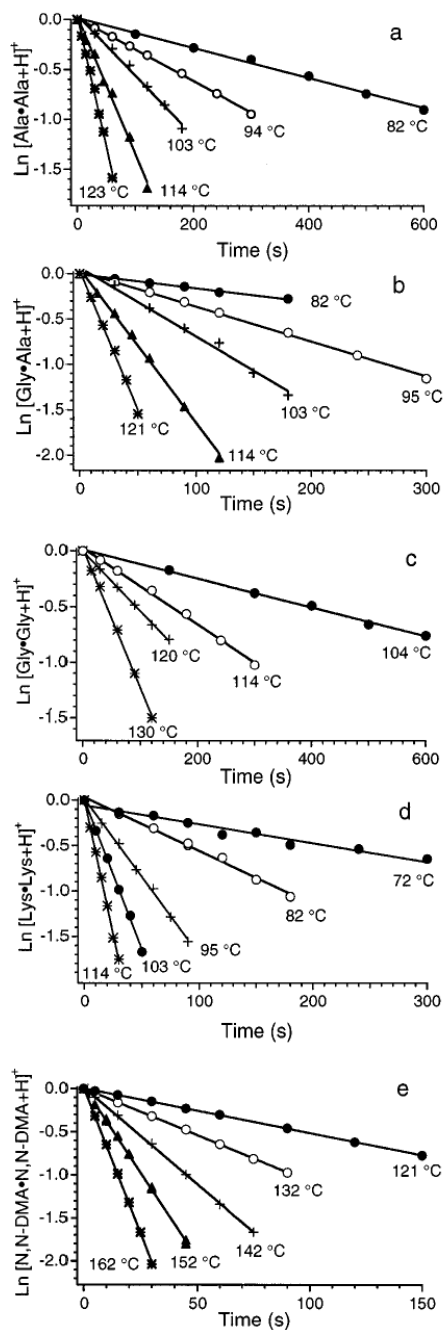 a
0.0
-0.5
-1.0
-1.5
Ln [Ala•Ala+H]⁺
82 °C
94 °C
103 °C
114 °C
123 °C
0 200 400 600
Time (s)
b
0.0
-0.5
-1.0
-1.5
-2.0
Ln [Gly•Ala+H]⁺
82 °C
95 °C
103 °C
114 °C
121 °C
0 100 200 300
Time (s)
c
0.0
-0.5
-1.0
-1.5
Ln [Gly•Gly+H]⁺
104 °C
114 °C
120 °C
130 °C
0 200 400 600
Time (s)
d
0.0
-0.5
-1.0
-1.5
Ln [Lys•Lys+H]⁺
72 °C
82 °C
95 °C
103 °C
114 °C
0 100 200 300
Time (s)
e
0.0
-0.5
-1.0
-1.5
-2.0
Ln [N,N-DMA•N,N-DMA+H]⁺
121 °C
132 °C
142 °C
152 °C
162 °C
0 50 100 150
Time (s)